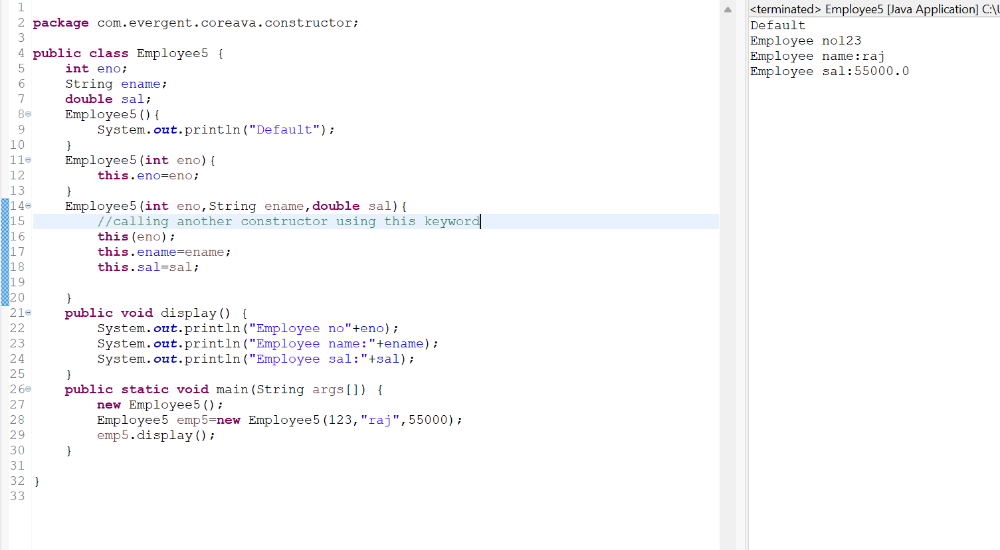 1
2 package com.evergent.coreava.constructor;
3
4 public class Employee5 {
5     int eno;
6     String ename;
7     double sal;
8     Employee5(){
9         System.out.println("Default");
10     }
11     Employee5(int eno){
12         this.eno=eno;
13     }
14     Employee5(int eno,String ename,double sal){
15         //calling another constructor using this keyword
16         this(eno);
17         this.ename=ename;
18         this.sal=sal;
19
20     }
21     public void display() {
22         System.out.println("Employee no"+eno);
23         System.out.println("Employee name:"+ename);
24         System.out.println("Employee sal:"+sal);
25     }
26     public static void main(String args[]) {
27         new Employee5();
28         Employee5 emp5=new Employee5(123,"raj",55000);
29         emp5.display();
30     }
31
32 }
33
<terminated> Employee5 [Java Application] C:\
Default
Employee no123
Employee name:raj
Employee sal:55000.0